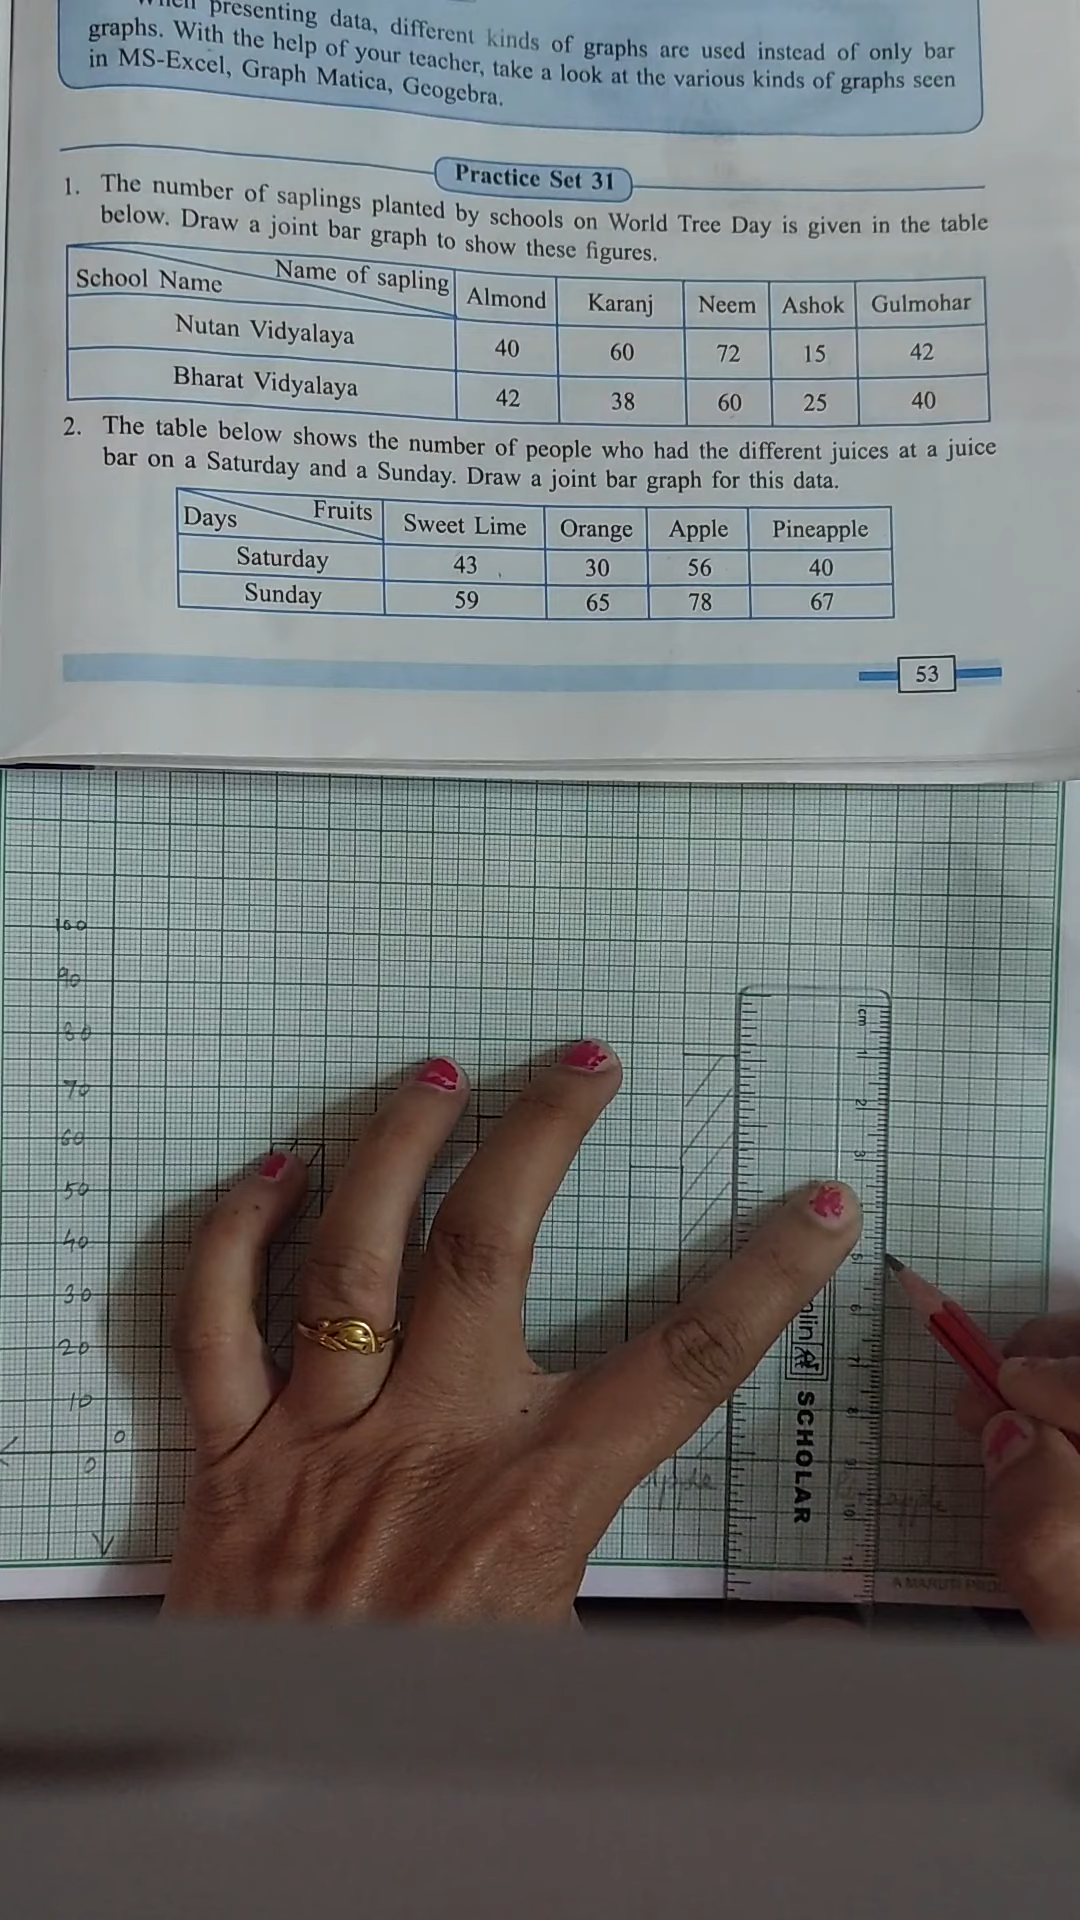 When presenting data, different kinds of graphs are used instead of only bar
graphs. With the help of your teacher, take a look at the various kinds of graphs seen
in MS-Excel, Graph Matica, Geogebra.
Practice Set 31
1. The number of saplings planted by schools on World Tree Day is given in the table
below. Draw a joint bar graph to show these figures.
School Name Name of sapling Almond Karanj Neem Ashok Gulmohar
Nutan Vidyalaya 40 60 72 15 42
Bharat Vidyalaya 42 38 60 25 40
2. The table below shows the number of people who had the different juices at a juice
bar on a Saturday and a Sunday. Draw a joint bar graph for this data.
Days Fruits Sweet Lime Orange Apple Pineapple
Saturday 43 30 56 40
Sunday 59 65 78 67
53
100
90
80
70
60
50
40
30
20
10
0
0
cm
1
2
3
5
6
7
8
9
10
11
SCHOLAR